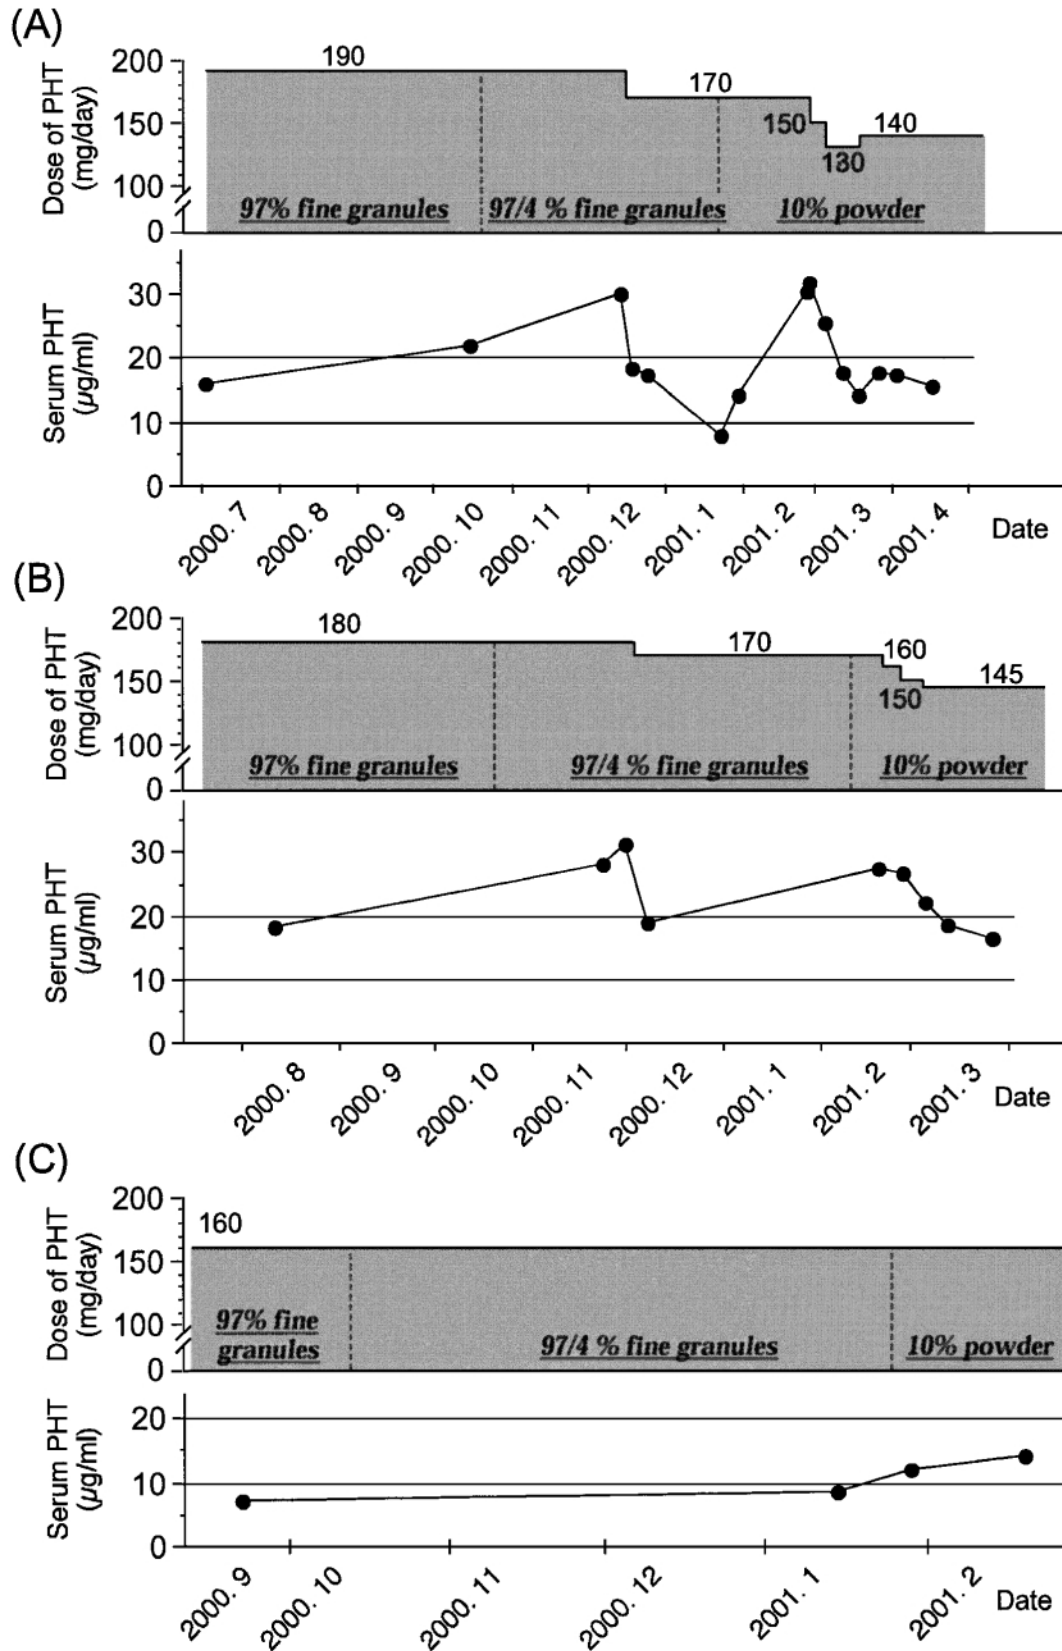 (A)
Dose of PHT
(mg/day)
200
150
100
0
190
170
150
130
140
97% fine granules
97/4 % fine granules
10% powder
Serum PHT
(µg/ml)
30
20
10
0
2000. 7
2000. 8
2000. 9
2000. 10
2000. 11
2000. 12
2001. 1
2001. 2
2001. 3
2001. 4
Date
(B)
Dose of PHT
(mg/day)
200
150
100
0
180
170
160
150
145
97% fine granules
97/4 % fine granules
10% powder
Serum PHT
(µg/ml)
30
20
10
0
2000. 8
2000. 9
2000. 10
2000. 11
2000. 12
2001. 1
2001. 2
2001. 3
Date
(C)
Dose of PHT
(mg/day)
200
150
100
0
160
97% fine
granules
97/4 % fine granules
10% powder
Serum PHT
(µg/ml)
20
10
0
2000. 9
2000. 10
2000. 11
2000. 12
2001. 1
2001. 2
Date